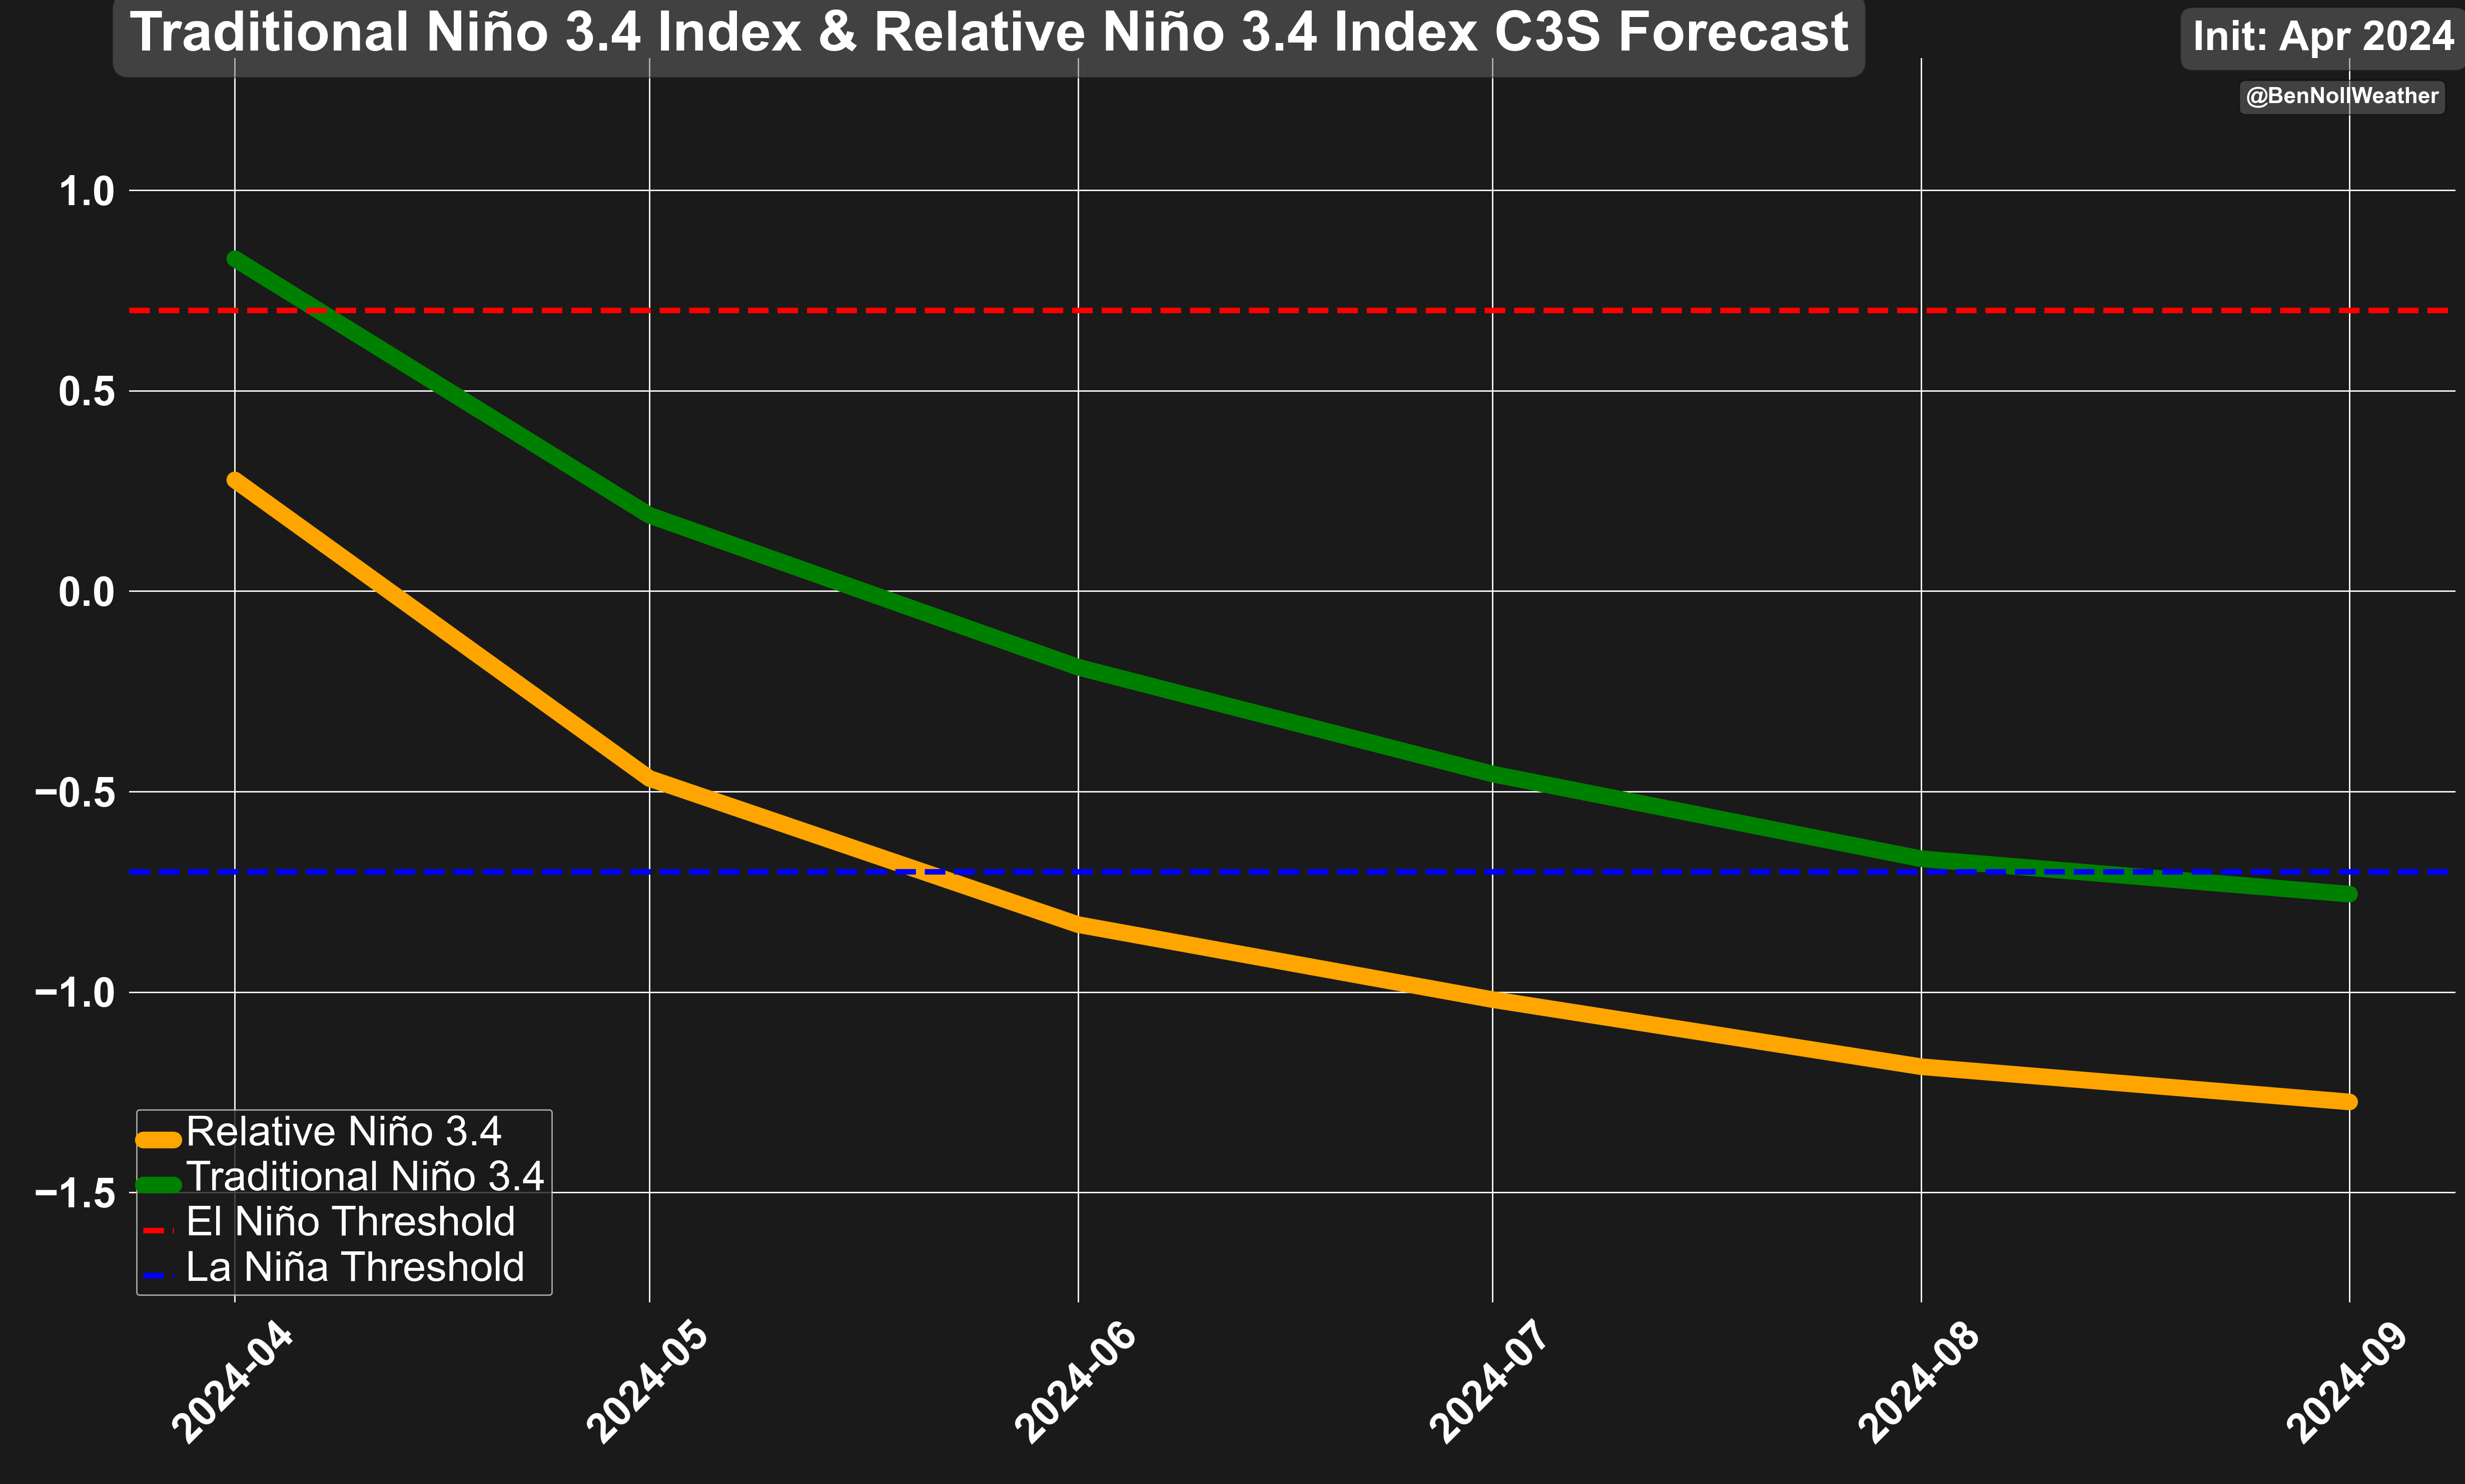 Traditional Niño 3.4 Index & Relative Niño 3.4 Index C3S Forecast
Init: Apr 2024
@BenNollWeather
1.0
0.5
0.0
−0.5
−1.0
−1.5
Relative Niño 3.4
Traditional Niño 3.4
El Niño Threshold
La Niña Threshold
2024-04
2024-05
2024-06
2024-07
2024-08
2024-09